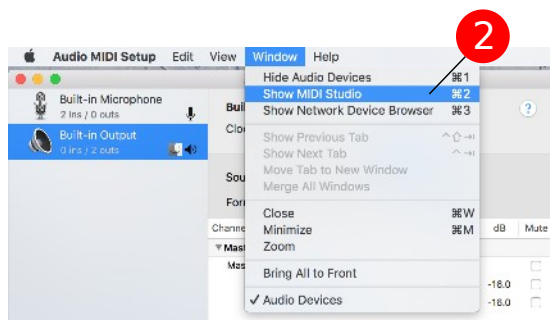 2
Audio MIDI Setup Edit View Window Help
Hide Audio Devices ⌘1
Show MIDI Studio ⌘2
Show Network Device Browser ⌘3
Show Previous Tab ^⇧⇥
Show Next Tab ^⇥
Move Tab to New Window
Merge All Windows
Close ⌘W
Minimize ⌘M
Zoom
Bring All to Front
✓ Audio Devices
Built-in Microphone
2 ins / 0 outs
Built-in Output
0 ins / 2 outs
Buil
Clo
?
Sou
For
Channe
dB Mute
▼Mast
Mas
-18.0
-18.0